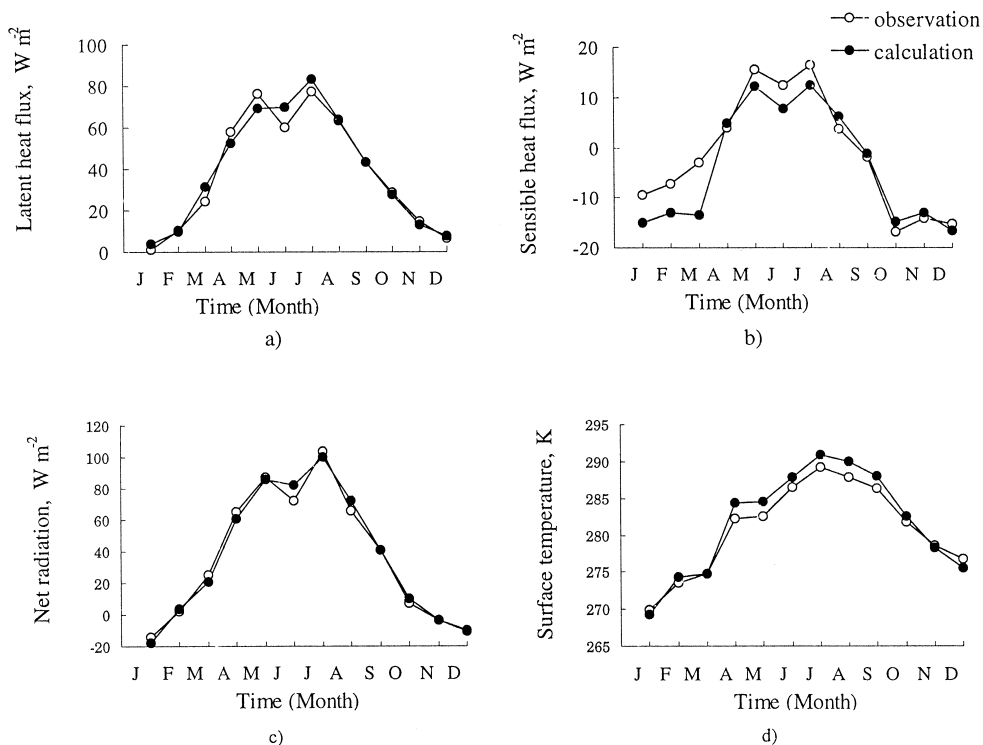 observation
calculation
Latent heat flux, W m-2
100
80
60
40
20
0
J F M A M J J A S O N D
Time (Month)
a)
Sensible heat flux, W m-2
20
10
0
-10
-20
J F M A M J J A S O N D
Time (Month)
b)
Net radiation, W m-2
120
100
80
60
40
20
0
-20
J F M A M J J A S O N D
Time (Month)
c)
Surface temperature, K
295
290
285
280
275
270
265
J F M A M J J A S O N D
Time (Month)
d)